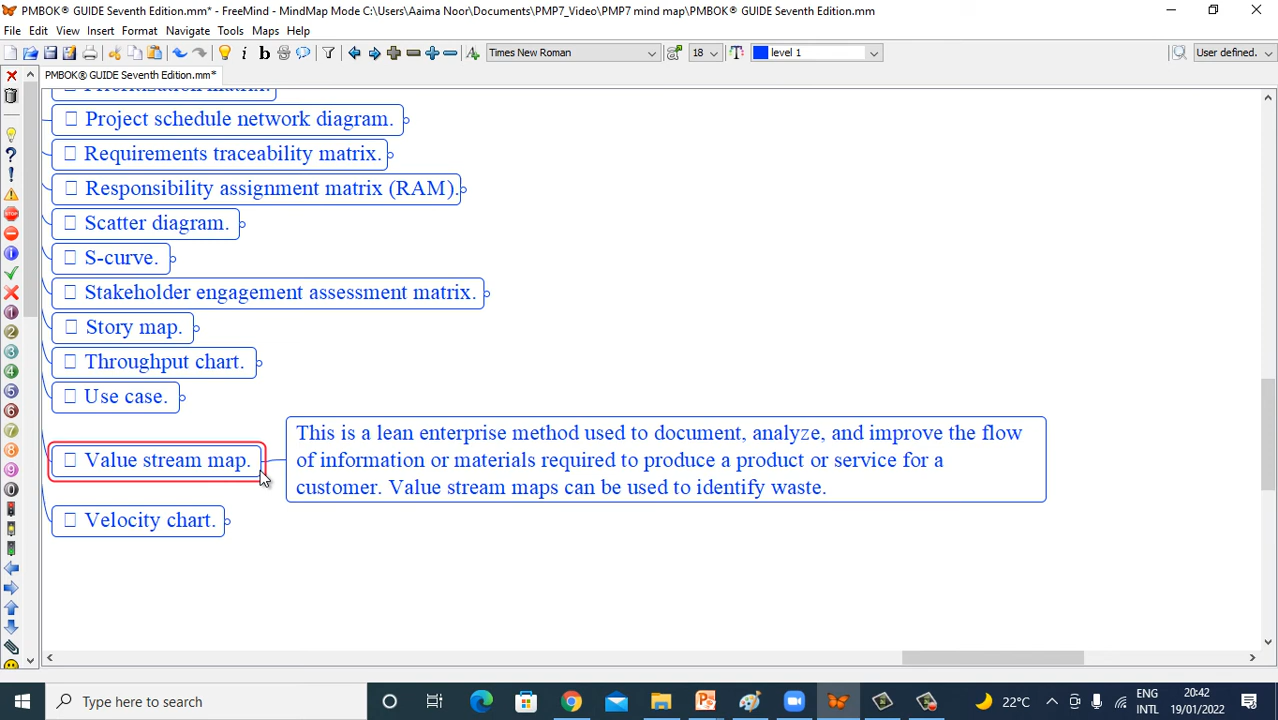 PMBOK® GUIDE Seventh Edition.mm* - FreeMind - MindMap Mode C:\Users\Aaima Noor\Documents\PMP7_Video\PMP7 mind map\PMBOK® GUIDE Seventh Edition.mm
File Edit View Insert Format Navigate Tools Maps Help
Times New Roman 18 level 1 User defined.
PMBOK® GUIDE Seventh Edition.mm*
Prioritization matrix.
Project schedule network diagram.
Requirements traceability matrix.
Responsibility assignment matrix (RAM).
Scatter diagram.
S-curve.
Stakeholder engagement assessment matrix.
Story map.
Throughput chart.
Use case.
Value stream map.
This is a lean enterprise method used to document, analyze, and improve the flow
of information or materials required to produce a product or service for a
customer. Value stream maps can be used to identify waste.
Velocity chart.
Type here to search
22°C
ENG
INTL
20:42
19/01/2022